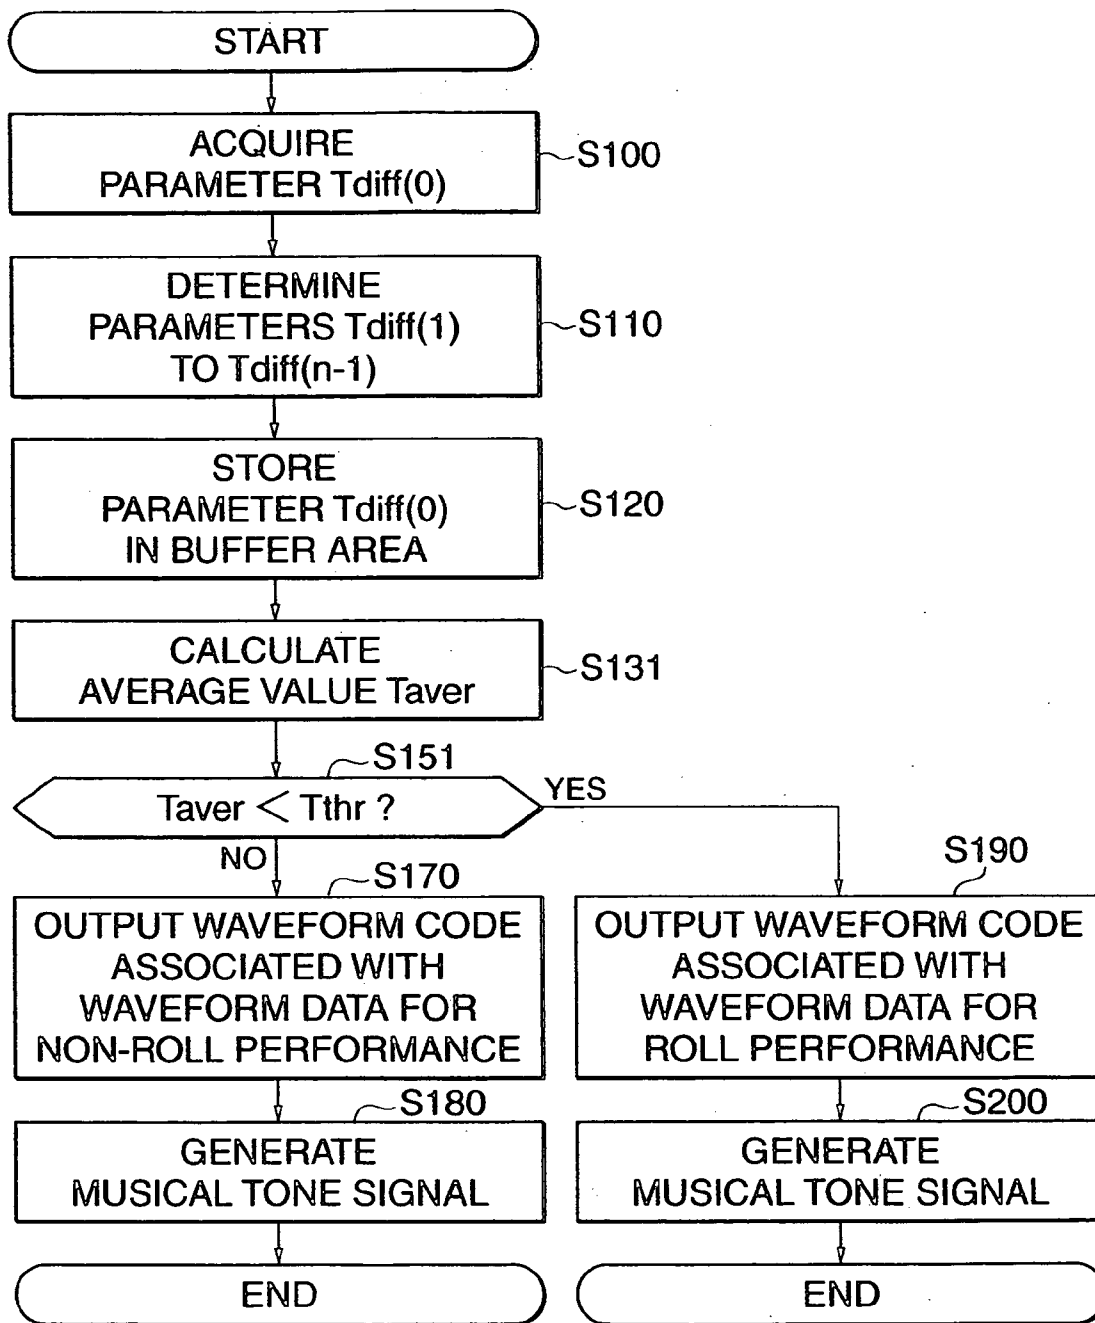 START
ACQUIRE
PARAMETER Tdiff(0)
S100
DETERMINE
PARAMETERS Tdiff(1)
TO Tdiff(n-1)
S110
STORE
PARAMETER Tdiff(0)
IN BUFFER AREA
S120
CALCULATE
AVERAGE VALUE Taver
S131
S151
Taver < Tthr ?
YES
NO
S170
OUTPUT WAVEFORM CODE
ASSOCIATED WITH
WAVEFORM DATA FOR
NON-ROLL PERFORMANCE
S190
OUTPUT WAVEFORM CODE
ASSOCIATED WITH
WAVEFORM DATA FOR
ROLL PERFORMANCE
S180
GENERATE
MUSICAL TONE SIGNAL
S200
GENERATE
MUSICAL TONE SIGNAL
END
END